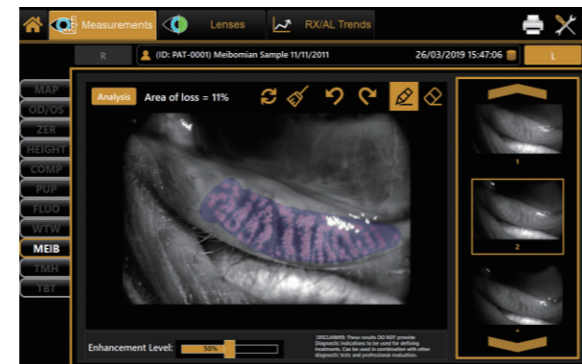 Measurements Lenses RX/AL Trends
R (ID: PAT-0001) Meibomian Sample 11/11/2011 26/03/2019 15:47:06 L
MAP
OD/OS
ZER
HEIGHT
COMP
PUP
FLUO
WTW
MEIB
TMH
TBT
Analysis Area of loss = 11%
1
2
Enhancement Level: 50%
DISCLAIMER: These results DO NOT provide
Diagnostic indications to be used for defining
treatments. Can be used in combination with other
diagnostic tests and professional evaluation.